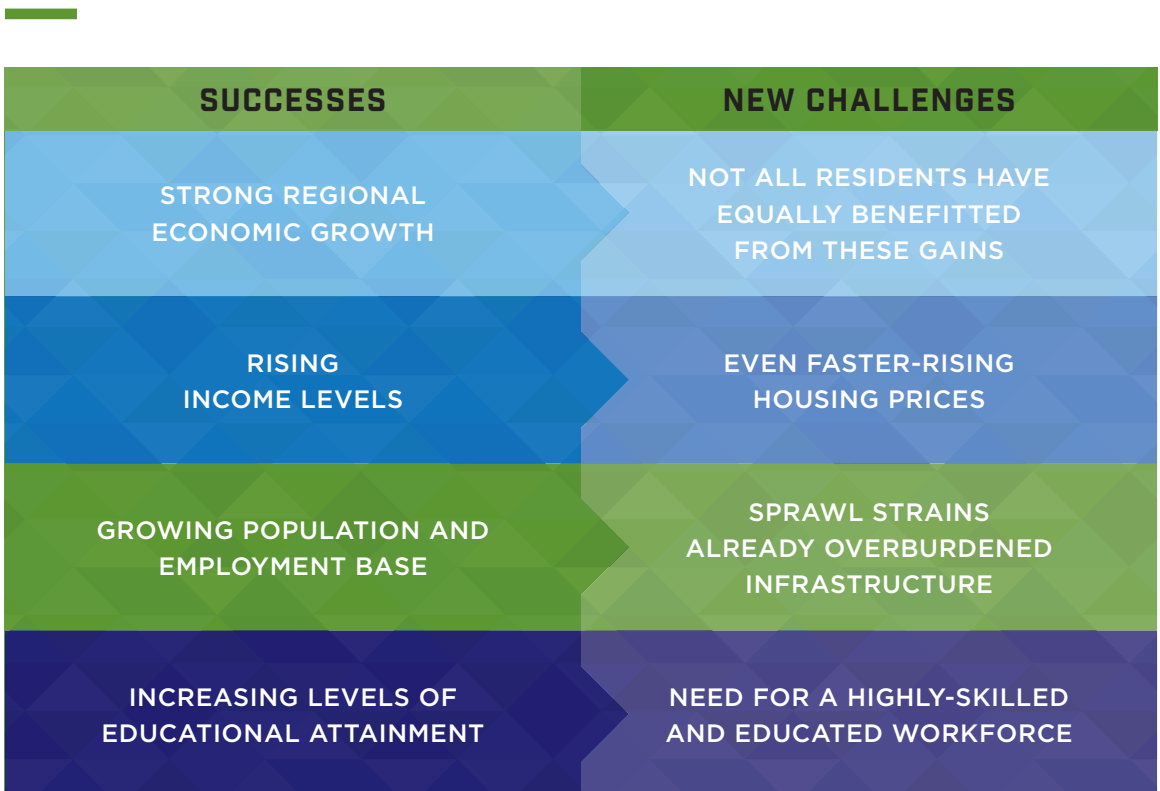 SUCCESSES
NEW CHALLENGES
STRONG REGIONAL
ECONOMIC GROWTH
NOT ALL RESIDENTS HAVE
EQUALLY BENEFITTED
FROM THESE GAINS
RISING
INCOME LEVELS
EVEN FASTER-RISING
HOUSING PRICES
GROWING POPULATION AND
EMPLOYMENT BASE
SPRAWL STRAINS
ALREADY OVERBURDENED
INFRASTRUCTURE
INCREASING LEVELS OF
EDUCATIONAL ATTAINMENT
NEED FOR A HIGHLY-SKILLED
AND EDUCATED WORKFORCE